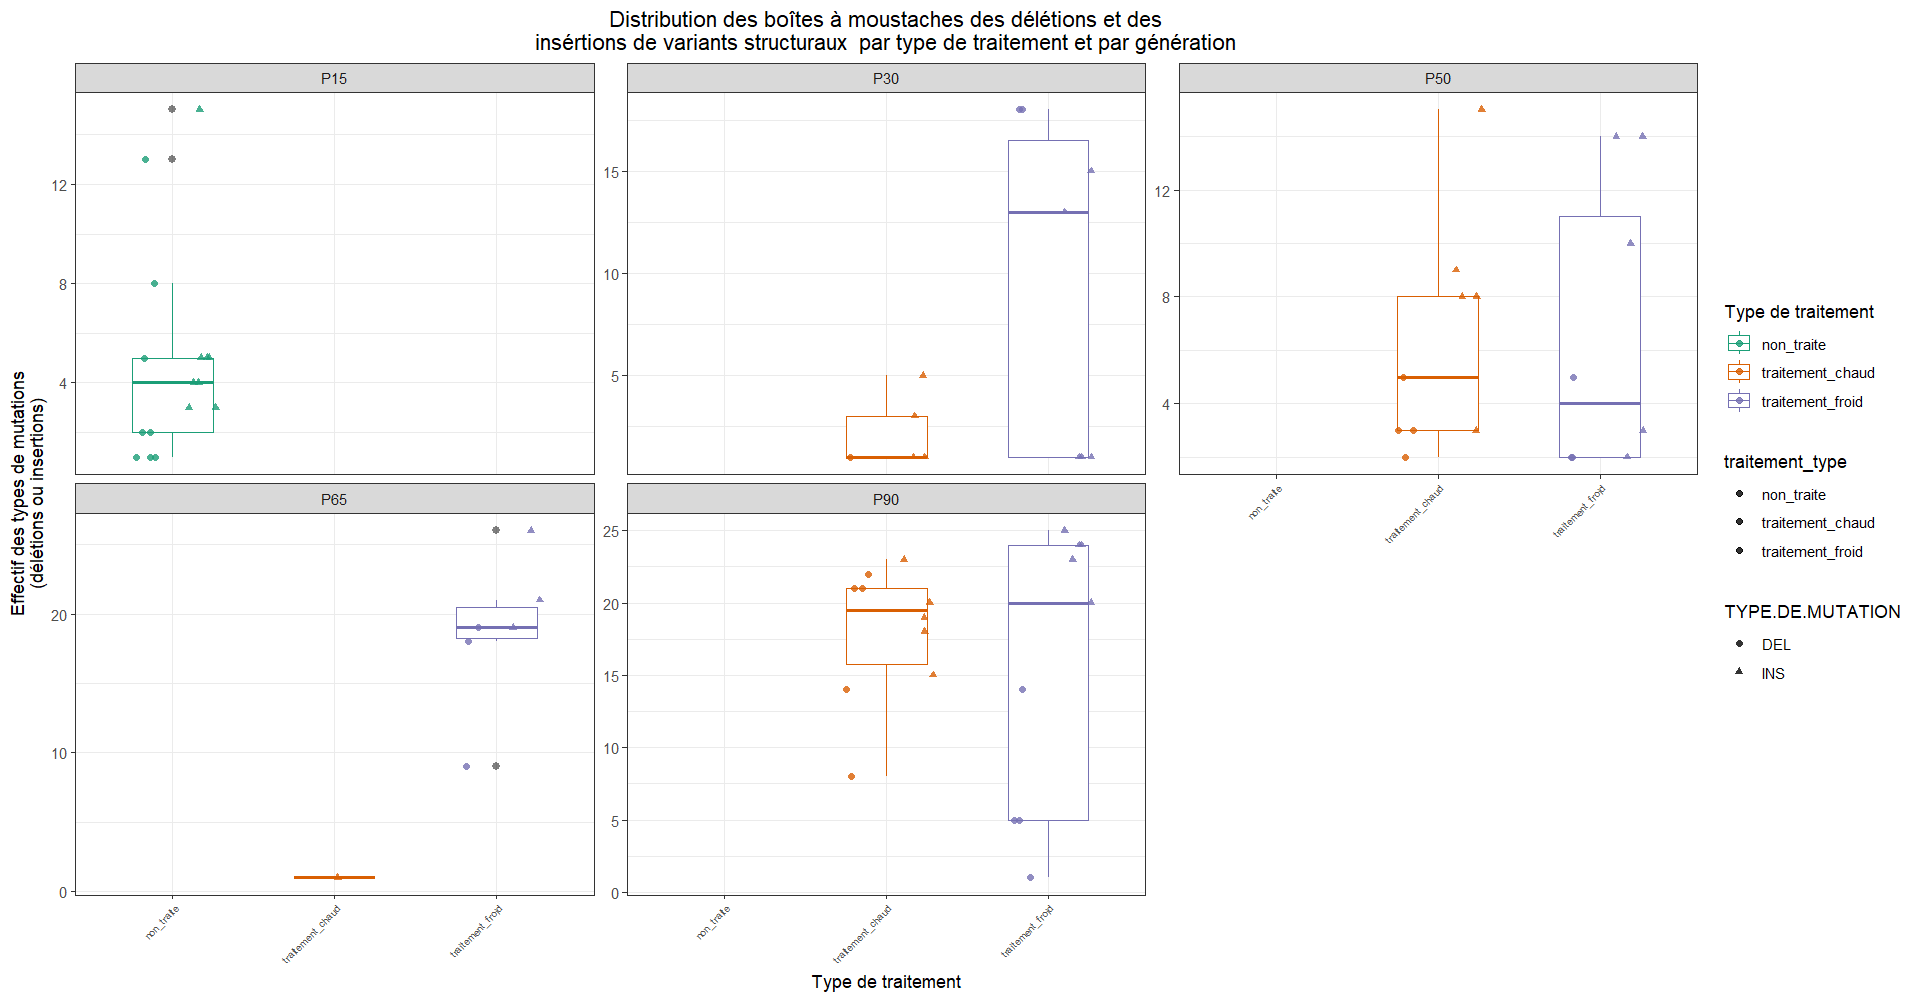 Distribution des boîtes à moustaches des délétions et des
insértions de variants structuraux  par type de traitement et par génération
P15
P30
P50
12
8
4
15
10
5
12
8
4
non_traite
traitement_chaud
traitement_froid
P65
P90
20
10
0
25
20
15
10
5
0
non_traite
traitement_chaud
traitement_froid
non_traite
traitement_chaud
traitement_froid
Effectif des types de mutations
(délétions ou insertions)
Type de traitement
Type de traitement
non_traite
traitement_chaud
traitement_froid
traitement_type
non_traite
traitement_chaud
traitement_froid
TYPE.DE.MUTATION
DEL
INS